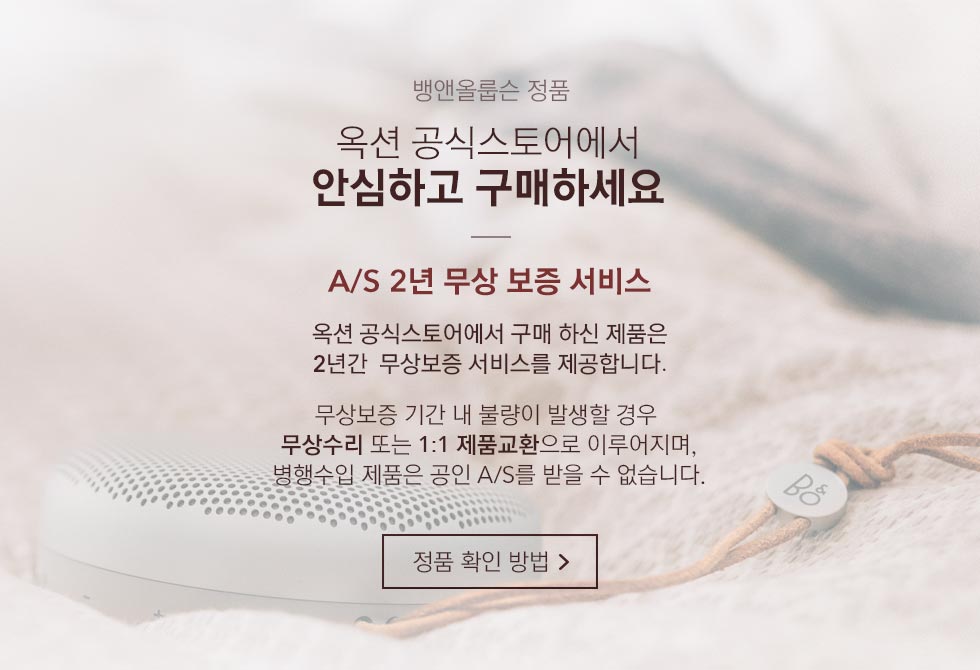 뱅앤올룹슨 정품
옥션 공식스토어에서
안심하고 구매하세요
A/S 2년 무상 보증 서비스
옥션 공식스토어에서 구매 하신 제품은
2년간 무상보증 서비스를 제공합니다.
무상보증 기간 내 불량이 발생할 경우
무상수리 또는 1:1 제품교환으로 이루어지며,
병행수입 제품은 공인 A/S를 받을 수 없습니다.
B&O
정품 확인 방법 >